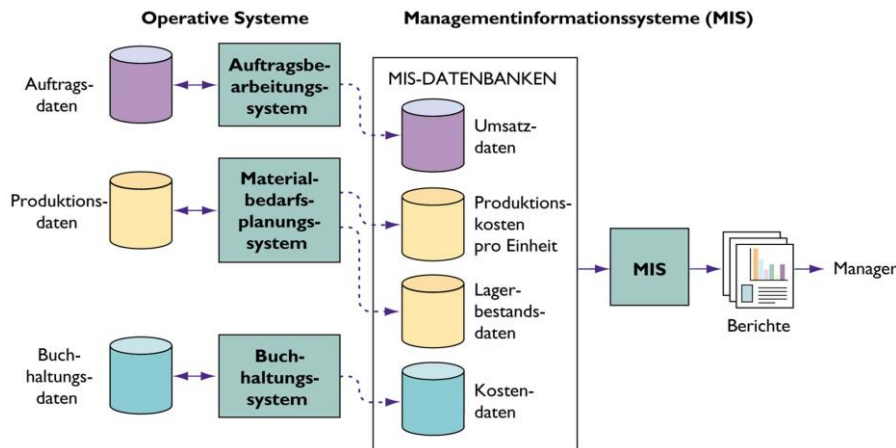 Operative Systeme
Managementinformationssysteme (MIS)
Auftrags-
daten
Auftragsbe-
arbeitungs-
system
MIS-DATENBANKEN
Umsatz-
daten
Produktions-
daten
Material-
bedarfs-
planungs-
system
Produktions-
kosten
pro Einheit
Lager-
bestands-
daten
MIS
Berichte
Manager
Buch-
haltungs-
daten
Buch-
haltungs-
system
Kosten-
daten